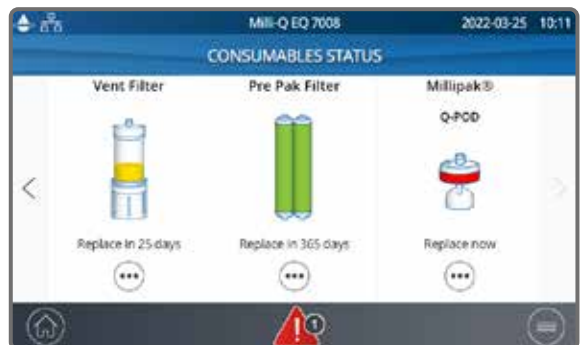 Milli-Q EQ 7008 2022-03-25 10:11
CONSUMABLES STATUS
Vent Filter Pre Pak Filter Millipak®
Q-POD
Replace in 25 days Replace in 365 days Replace now
1